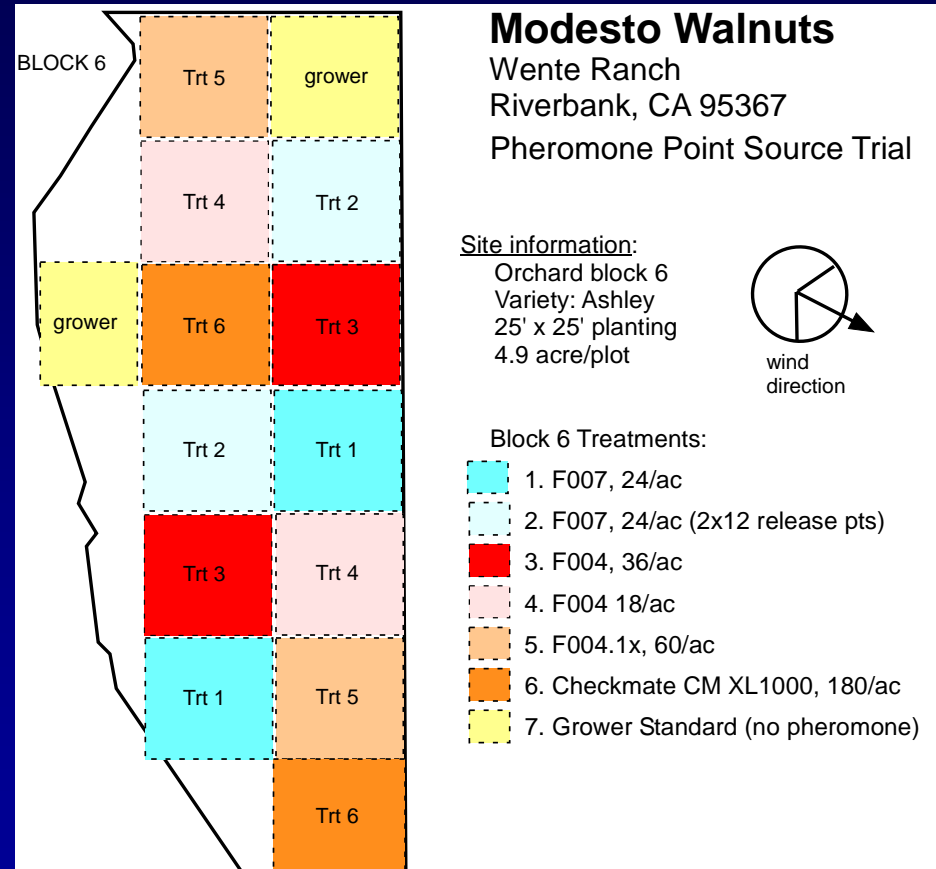 Modesto Walnuts
Wente Ranch
Riverbank, CA 95367
Pheromone Point Source Trial
BLOCK 6
Trt 5
grower
Trt 4
Trt 2
grower
Trt 6
Trt 3
Trt 2
Trt 1
Trt 3
Trt 4
Trt 1
Trt 5
Trt 6
Site information:
Orchard block 6
Variety: Ashley
25' x 25' planting
4.9 acre/plot
wind
direction
Block 6 Treatments:
1. F007, 24/ac
2. F007, 24/ac (2x12 release pts)
3. F004, 36/ac
4. F004 18/ac
5. F004.1x, 60/ac
6. Checkmate CM XL1000, 180/ac
7. Grower Standard (no pheromone)